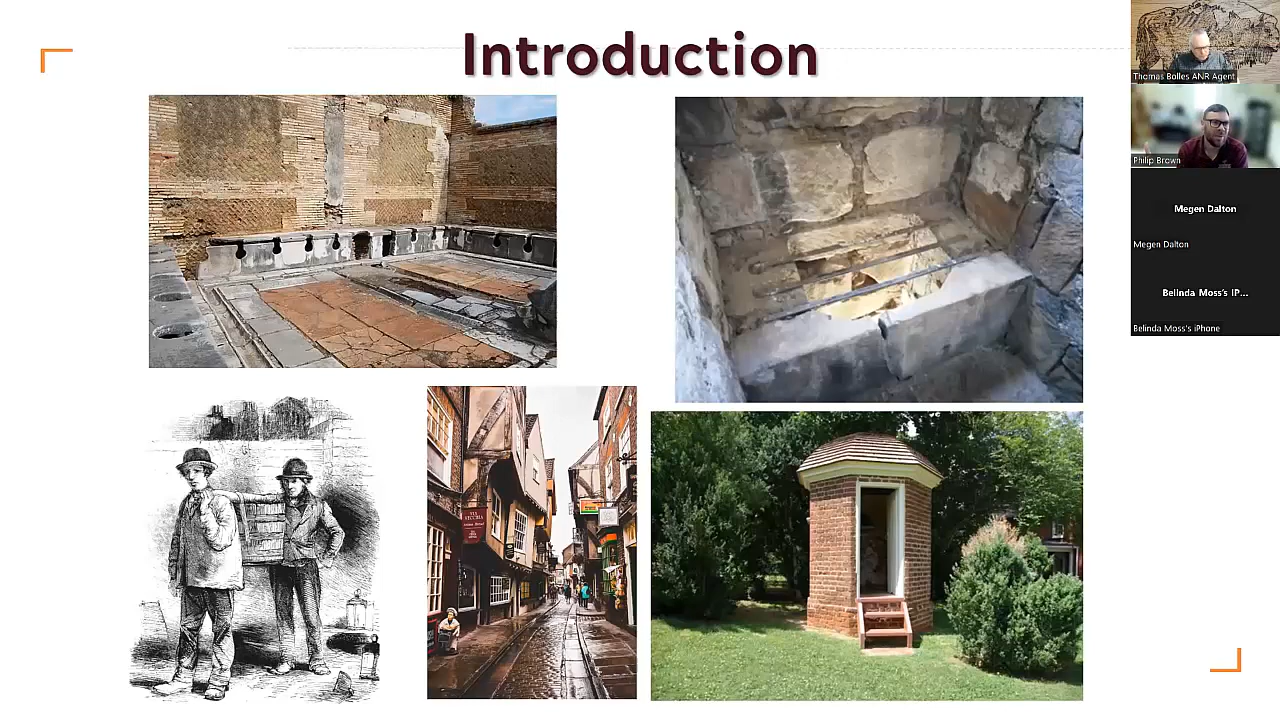 Introduction
Thomas Bolles ANR Agent
Philip Brown
Megen Dalton
Megen Dalton
Belinda Moss's iP...
Belinda Moss's iPhone